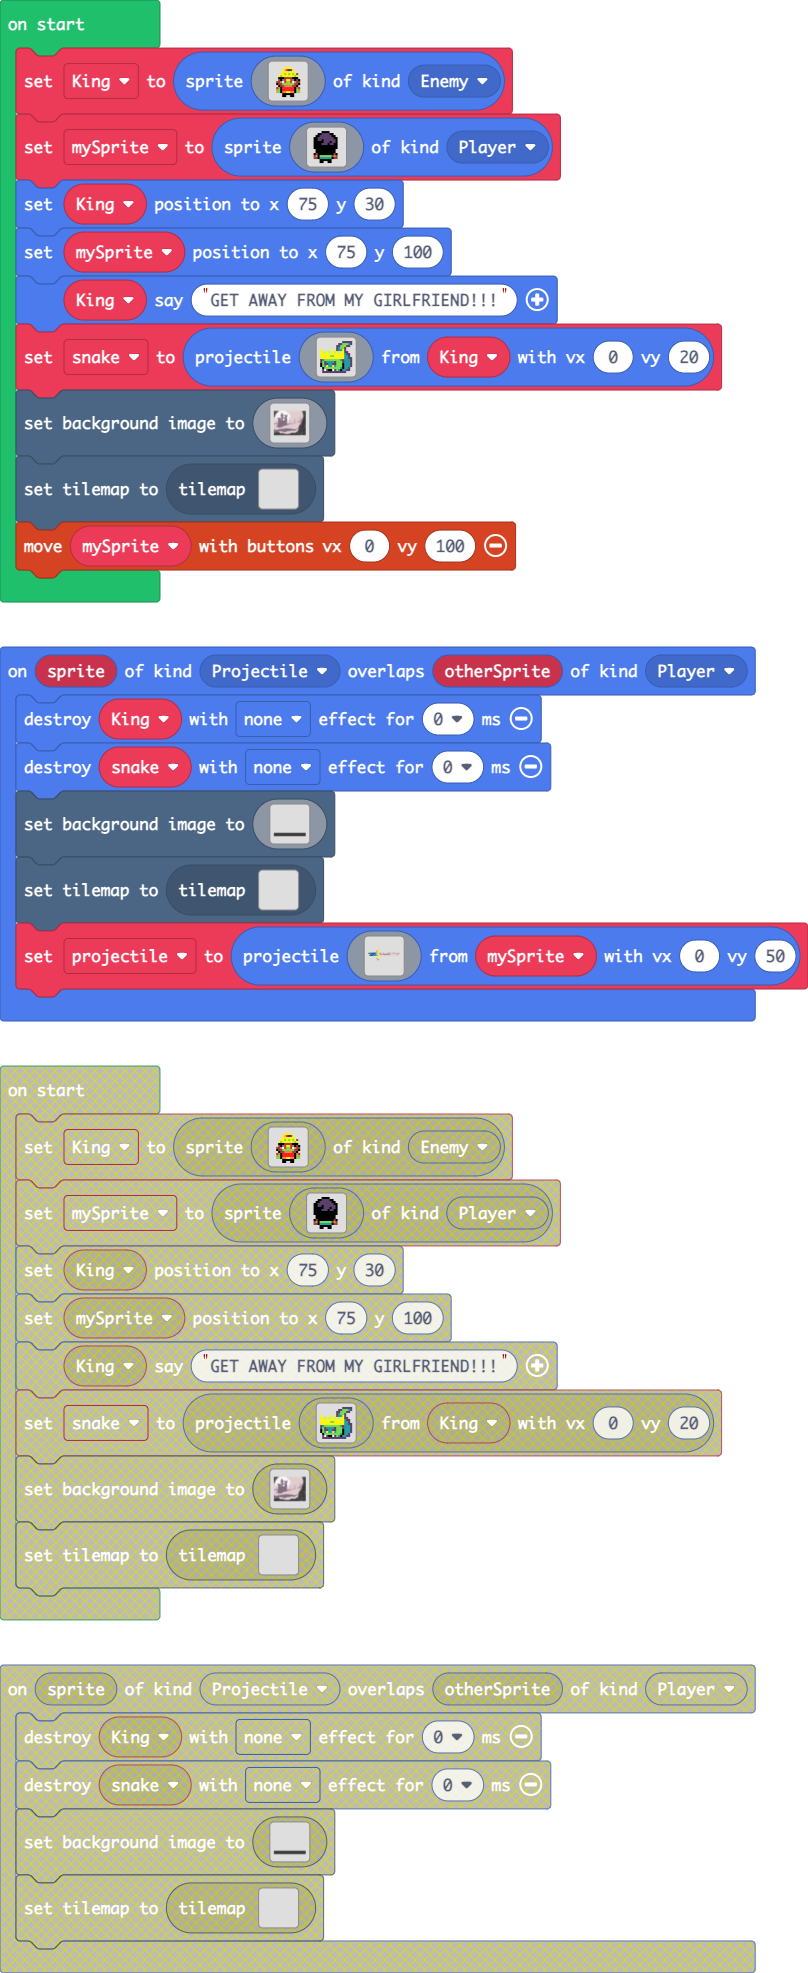 on start
set King to sprite of kind Enemy
set mySprite to sprite of kind Player
set King position to x 75 y 30
set mySprite position to x 75 y 100
King say "GET AWAY FROM MY GIRLFRIEND!!!"
set snake to projectile from King with vx 0 vy 20
set background image to
set tilemap to tilemap
move mySprite with buttons vx 0 vy 100
on sprite of kind Projectile overlaps otherSprite of kind Player
destroy King with none effect for 0 ms
destroy snake with none effect for 0 ms
set background image to
set tilemap to tilemap
set projectile to projectile from mySprite with vx 0 vy 50
on start
set King to sprite of kind Enemy
set mySprite to sprite of kind Player
set King position to x 75 y 30
set mySprite position to x 75 y 100
King say "GET AWAY FROM MY GIRLFRIEND!!!"
set snake to projectile from King with vx 0 vy 20
set background image to
set tilemap to tilemap
on sprite of kind Projectile overlaps otherSprite of kind Player
destroy King with none effect for 0 ms
destroy snake with none effect for 0 ms
set background image to
set tilemap to tilemap